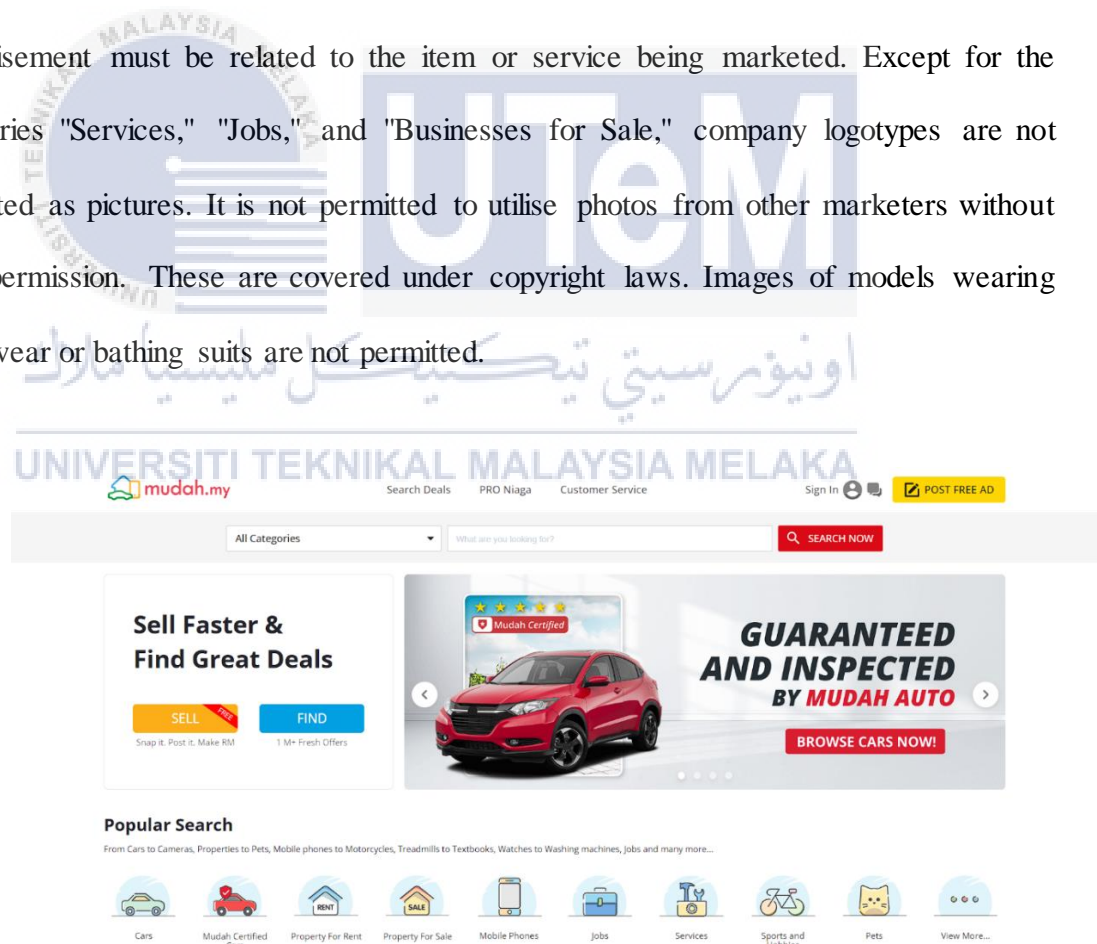 isement must be related to the item or service being marketed. Except for the
ries "Services," "Jobs," and "Businesses for Sale," company logotypes are not
ted as pictures. It is not permitted to utilise photos from other marketers without
permission. These are covered under copyright laws. Images of models wearing
wear or bathing suits are not permitted.
UTeM
اونيۏرسيتي تيکنيکل مليسيا ملاك
UNIVERSITI TEKNIKAL MALAYSIA MELAKA
mudah.my Search Deals PRO Niaga Customer Service Sign In POST FREE AD
All Categories What are you looking for? SEARCH NOW
Sell Faster &
Find Great Deals
SELL FREE FIND
Snap it. Post it. Make RM 1 M+ Fresh Offers
Mudah Certified
GUARANTEED
AND INSPECTED
BY MUDAH AUTO
BROWSE CARS NOW!
Popular Search
From Cars to Cameras, Properties to Pets, Mobile phones to Motorcycles, Treadmills to Textbooks, Watches to Washing machines, Jobs and many more...
RENT SALE
Cars Mudah Certified Property For Rent Property For Sale Mobile Phones Jobs Services Sports and Pets View More...